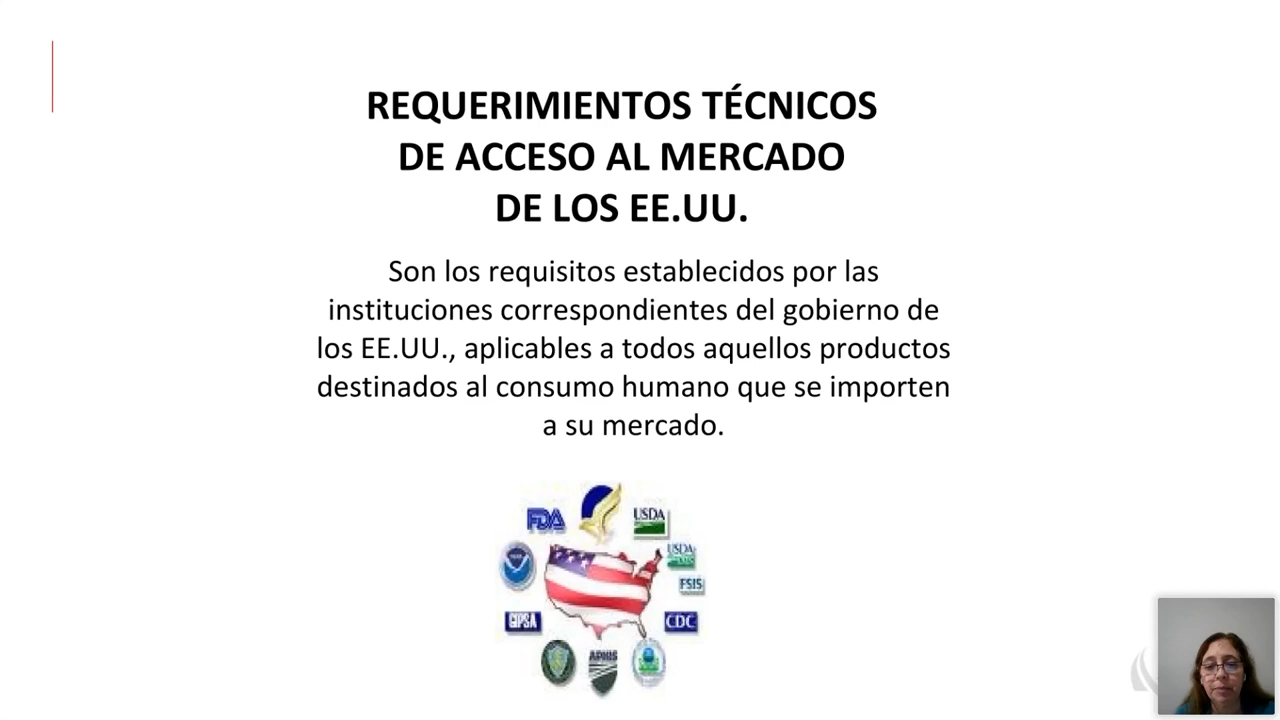 REQUERIMIENTOS TÉCNICOS
DE ACCESO AL MERCADO
DE LOS EE.UU.
Son los requisitos establecidos por las
instituciones correspondientes del gobierno de
los EE.UU., aplicables a todos aquellos productos
destinados al consumo humano que se importen
a su mercado.
FDA
USDA
USDA
FSIS
GIPSA
CDC
APHIS